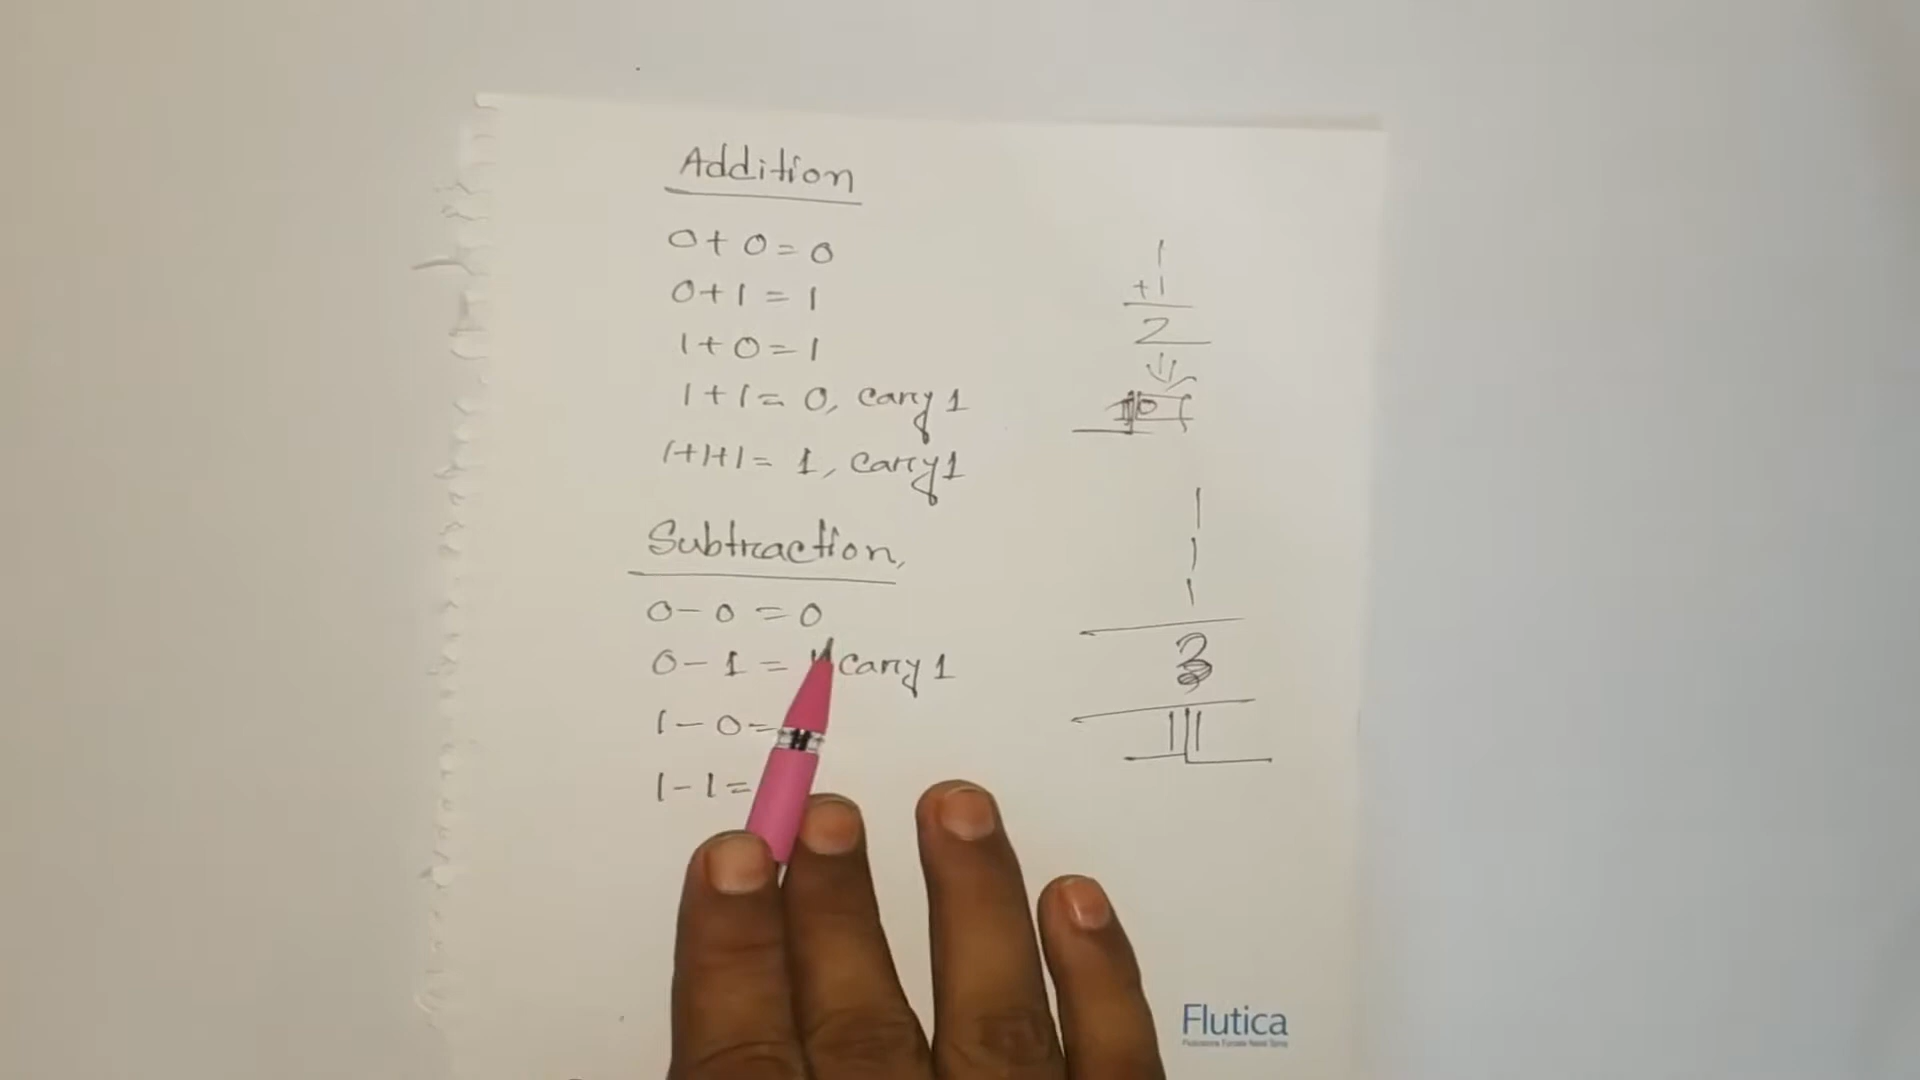 Addition
0+0=0
0+1=1
1+0=1
1+1=0, carry 1
1+1+1= 1, carry 1
Subtraction,
0-0=0
0-1= carry 1
1-0=
1-1=
1
+1
2
10
1
1
1
3
11
Flutica